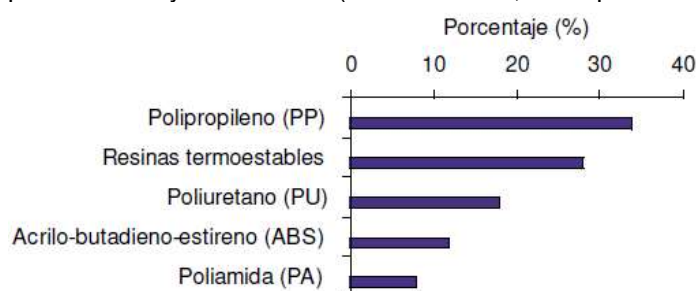 Porcentaje (%)
0 10 20 30 40
Polipropileno (PP)
Resinas termoestables
Poliuretano (PU)
Acrilo-butadieno-estireno (ABS)
Poliamida (PA)